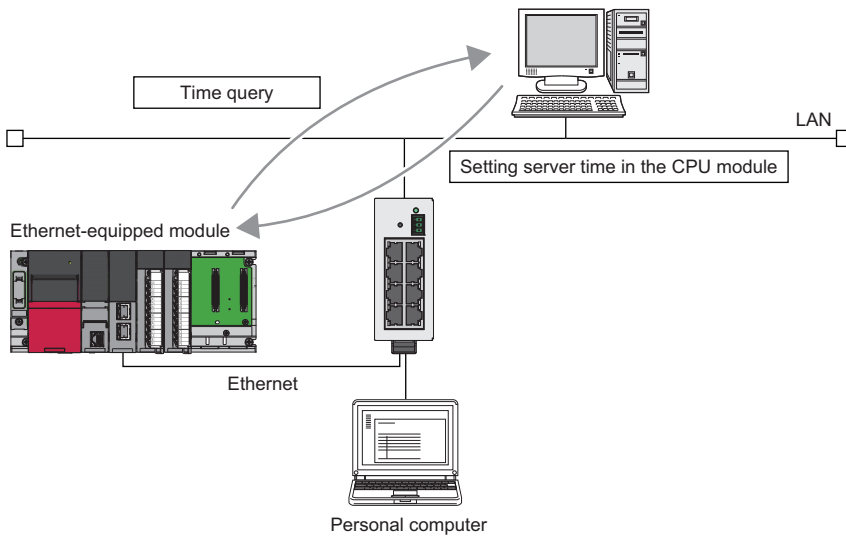 Time query
LAN
Setting server time in the CPU module
Ethernet-equipped module
Ethernet
Personal computer